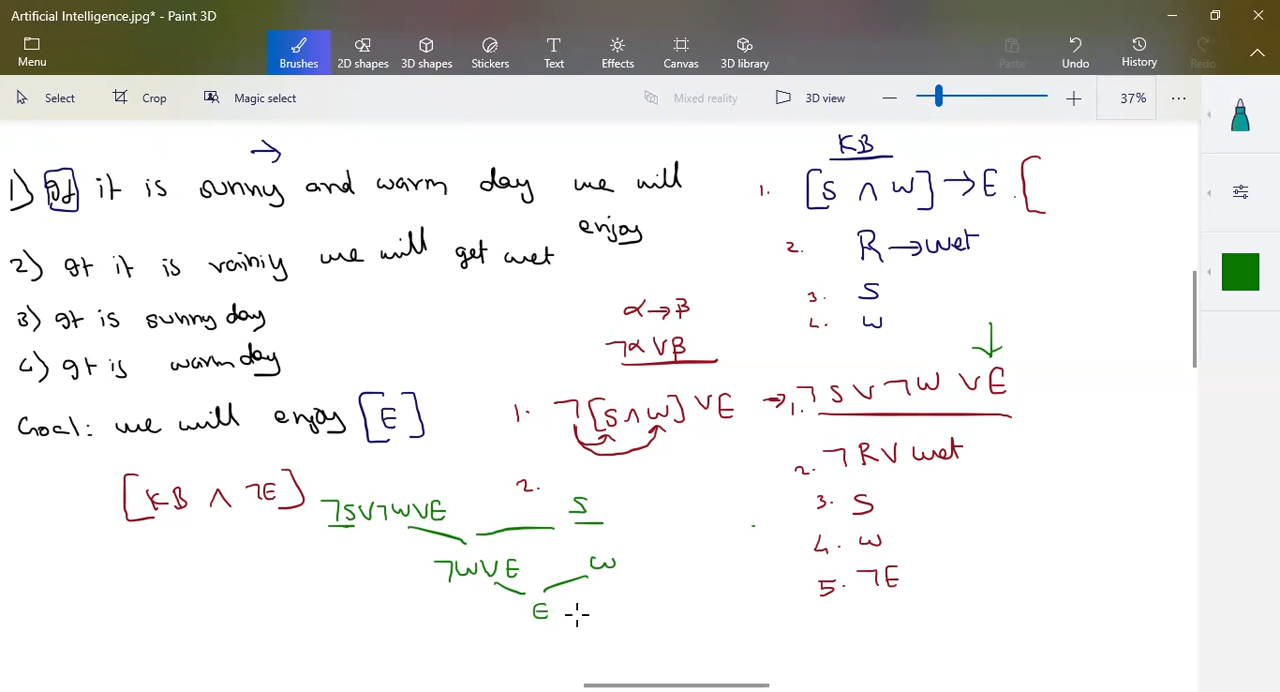 Artificial Intelligence.jpg* - Paint 3D
Menu
Brushes
2D shapes
3D shapes
Stickers
Text
Effects
Canvas
3D library
Paste
Undo
History
Redo
Select
Crop
Magic select
Mixed reality
3D view
37%
→
1) If it is sunny and warm day we will
enjoy
2) If it is rainiy we will get wet
3) It is sunny day
4) It is warm day
Goal: we will enjoy [E]
[KB ∧ ¬E]
KB
1. [S ∧ W] → E . [
2. R → wet
3. S
4. W
α → β
¬α ∨ β
1. ¬[S ∧ W] ∨ E → 1. ¬S ∨ ¬W ∨ E
2.
2. ¬R ∨ wet
3. S
4. W
5. ¬E
¬S∨¬W∨E S
¬W∨E W
E